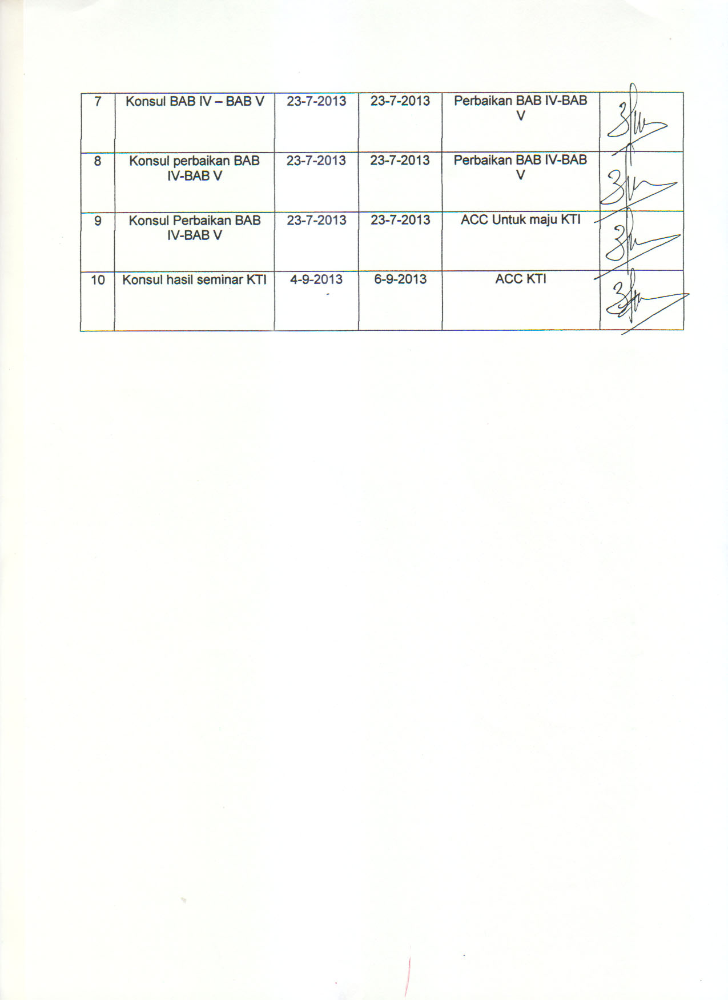 7 Konsul BAB IV – BAB V 23-7-2013 23-7-2013 Perbaikan BAB IV-BAB
V
8 Konsul perbaikan BAB 23-7-2013 23-7-2013 Perbaikan BAB IV-BAB
IV-BAB V V
9 Konsul Perbaikan BAB 23-7-2013 23-7-2013 ACC Untuk maju KTI
IV-BAB V
10 Konsul hasil seminar KTI 4-9-2013 6-9-2013 ACC KTI